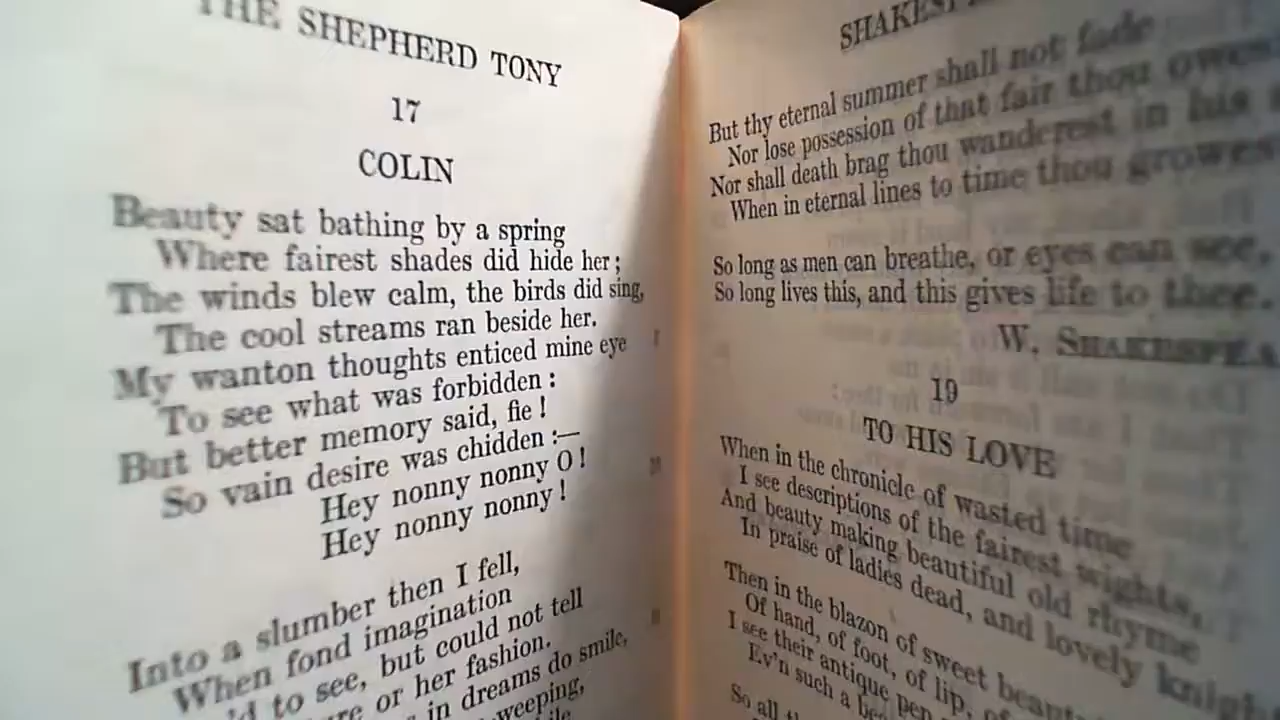 THE SHEPHERD TONY
17
COLIN
Beauty sat bathing by a spring
Where fairest shades did hide her;
The winds blew calm, the birds did sing,
The cool streams ran beside her.
My wanton thoughts enticed mine eye
To see what was forbidden:
But better memory said, fie!
So vain desire was chidden:—
Hey nonny nonny O!
Hey nonny nonny!
Into a slumber then I fell,
When fond imagination
to see, but could not tell
or her fashion.
in dreams do smile,
weeping,
But thy eternal summer shall not fade
Nor lose possession of that fair thou
Nor shall death brag thou wanderest in his
When in eternal lines to time thou
So long as men can breathe, or eyes can see,
So long lives this, and this gives life to thee.
W.
19
TO HIS LOVE
When in the chronicle of wasted time
I see descriptions of the fairest wights,
And beauty making beautiful old rhyme
In praise of ladies dead, and lovely
Then in the blazon of sweet
Of hand, of foot, of lip,
I see their antique pen
Ev'n such a
So all